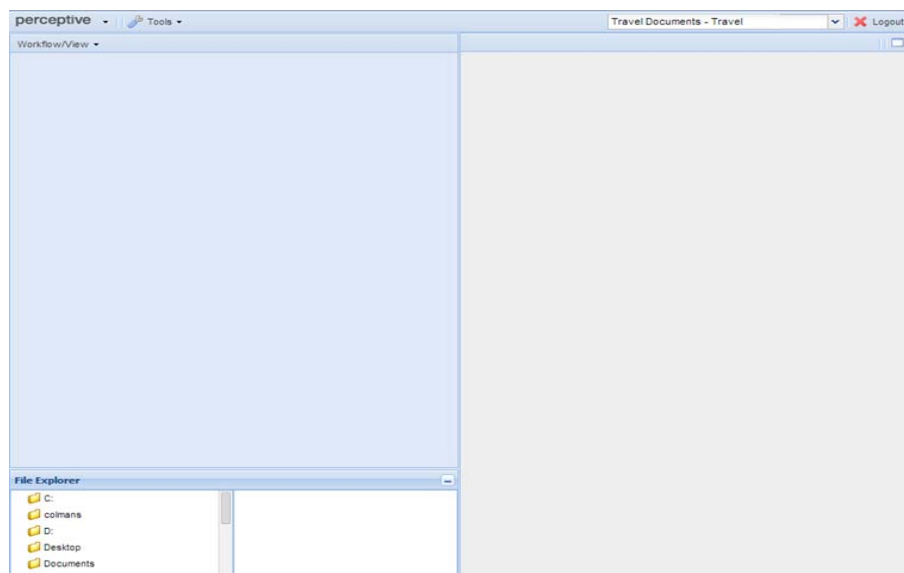 perceptive Tools Travel Documents - Travel Logout
Workflow/View
File Explorer
C:
colmans
D:
Desktop
Documents